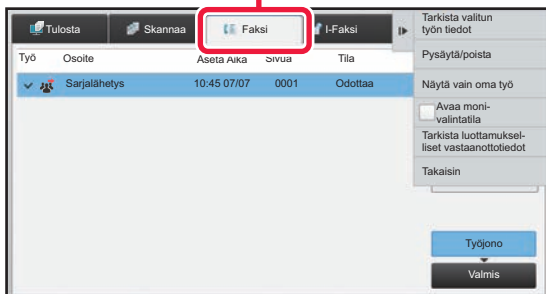 Tulosta
Skannaa
Faksi
I-Faksi
Työ Osoite Aseta Aika Sivua Tila
Sarjalähetys 10:45 07/07 0001 Odottaa
Tarkista valitun
työn tiedot
Pysäytä/poista
Näytä vain oma työ
Avaa moni-
valintatila
Tarkista luottamuksel-
liset vastaanottotiedot
Takaisin
Työjono
Valmis